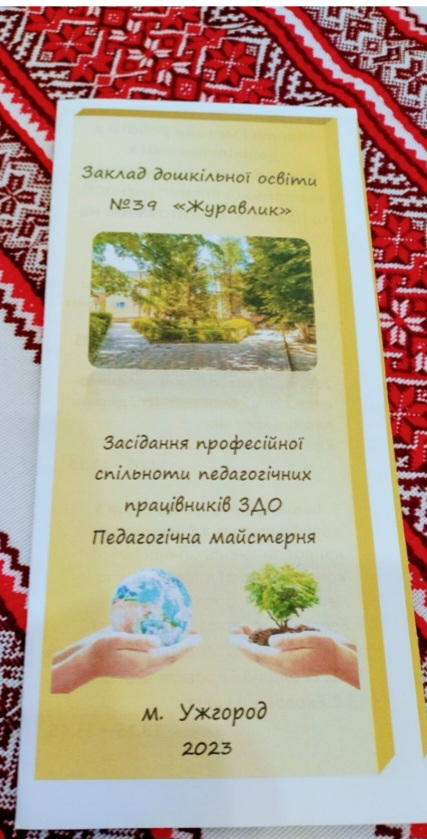 Заклад дошкільної освіти
№39 «Журавлик»
Засідання професійної
спільноти педагогічних
працівників ЗДО
Педагогічна майстерня
м. Ужгород
2023